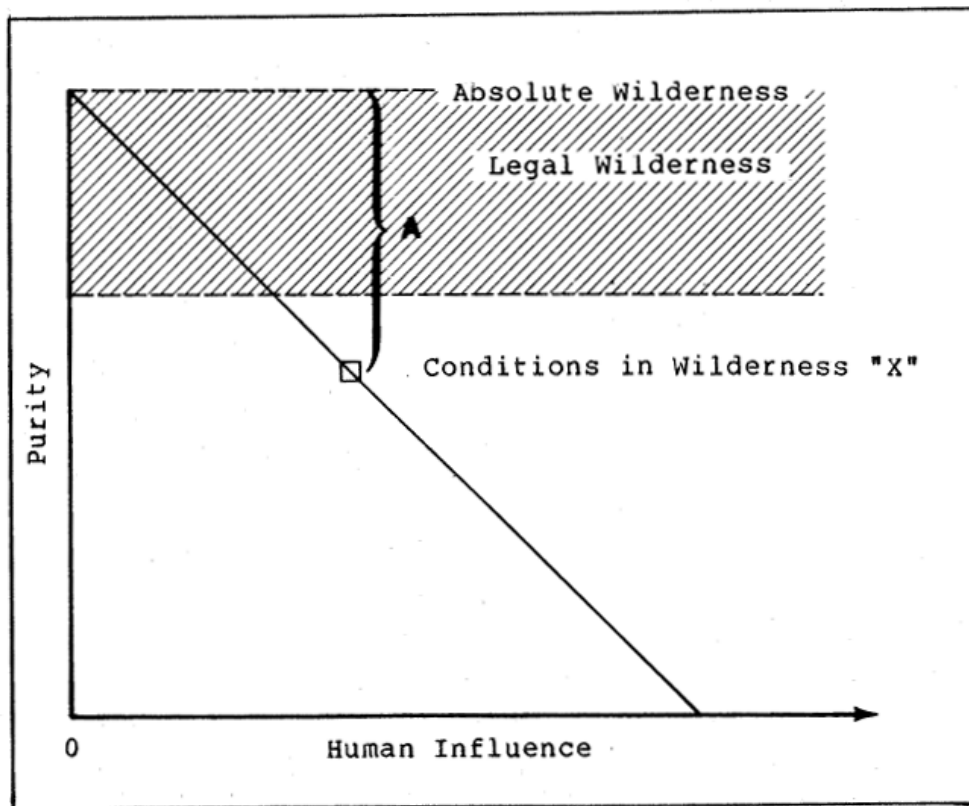 Absolute Wilderness
Legal Wilderness
A
Conditions in Wilderness "X"
Purity
0
Human Influence